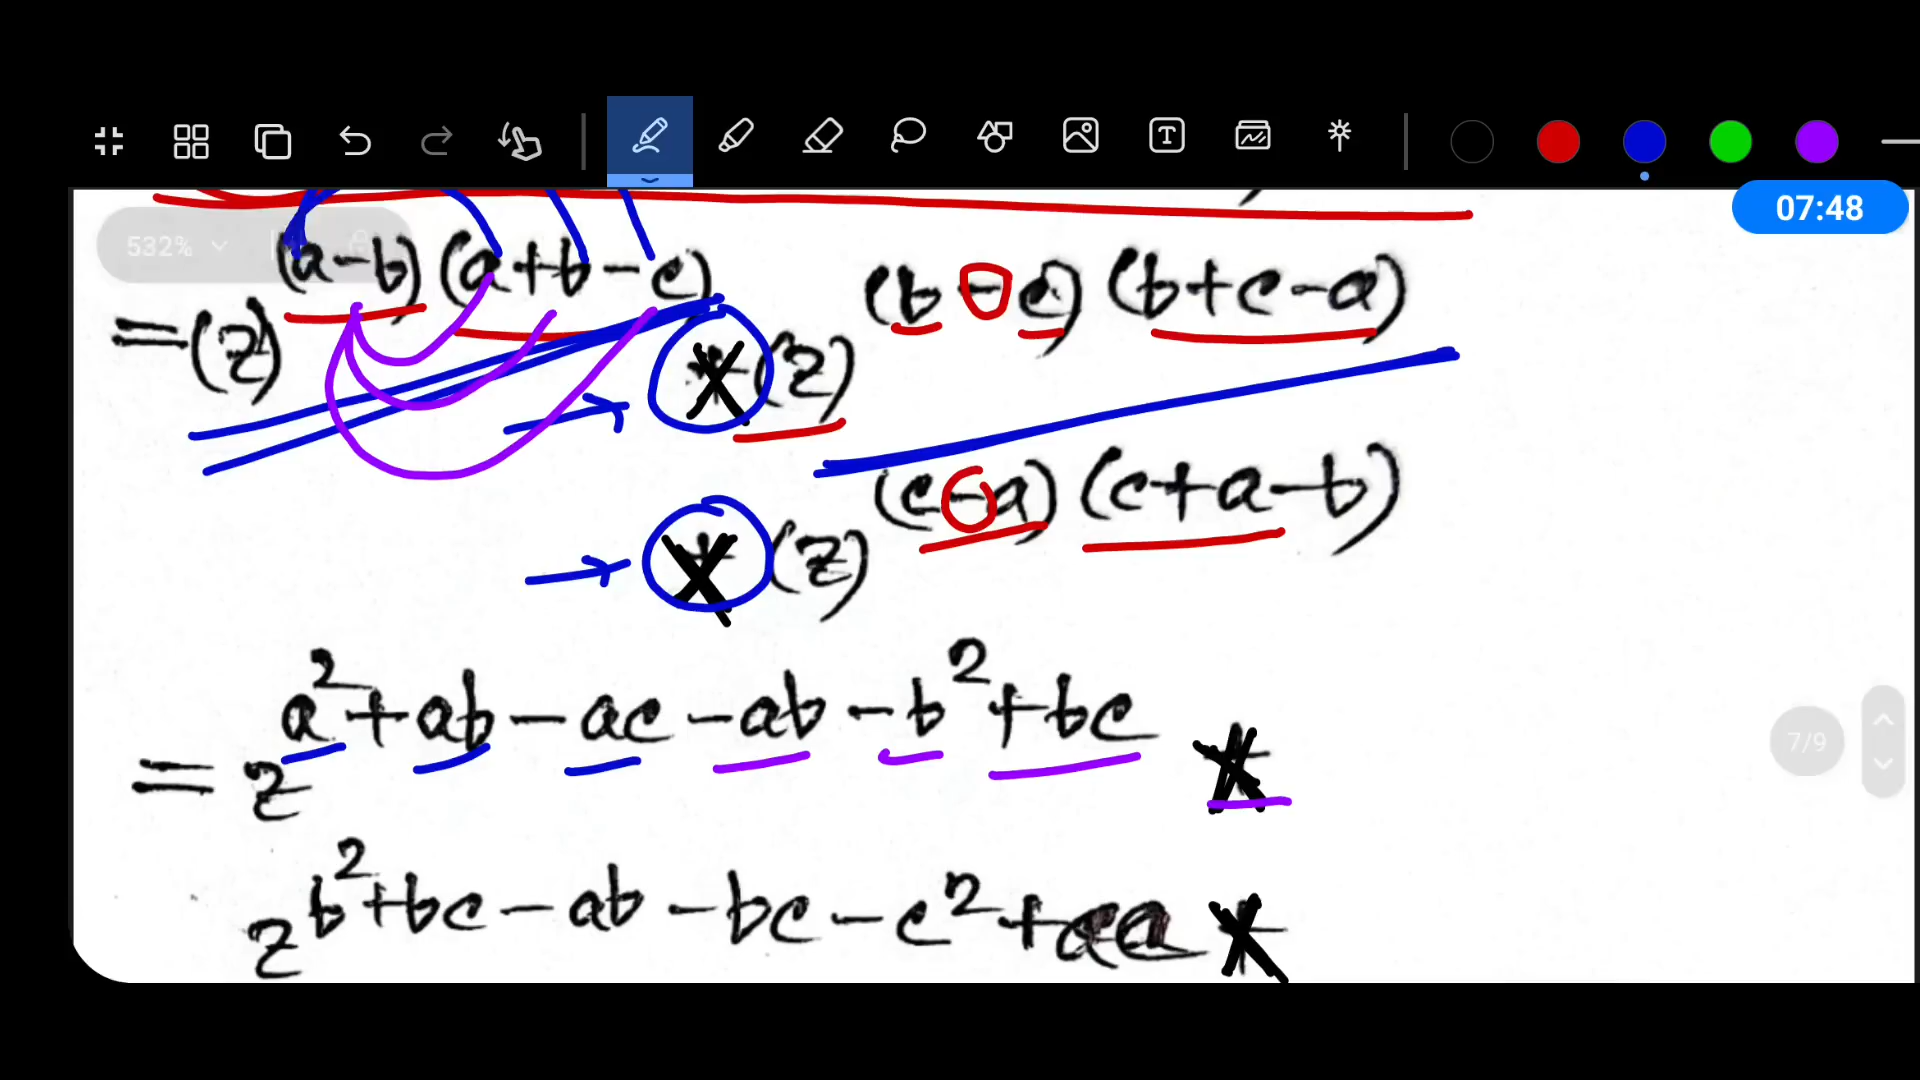 07:48
532%
= (z)^{(a-b)(a+b-c)} × (z)^{(b-c)(b+c-a)}
× (z)^{(c-a)(c+a-b)}
= z^{a²+ab-ac-ab-b²+bc} ×
7/9
z^{b²+bc-ab-bc-c²+ca} ×